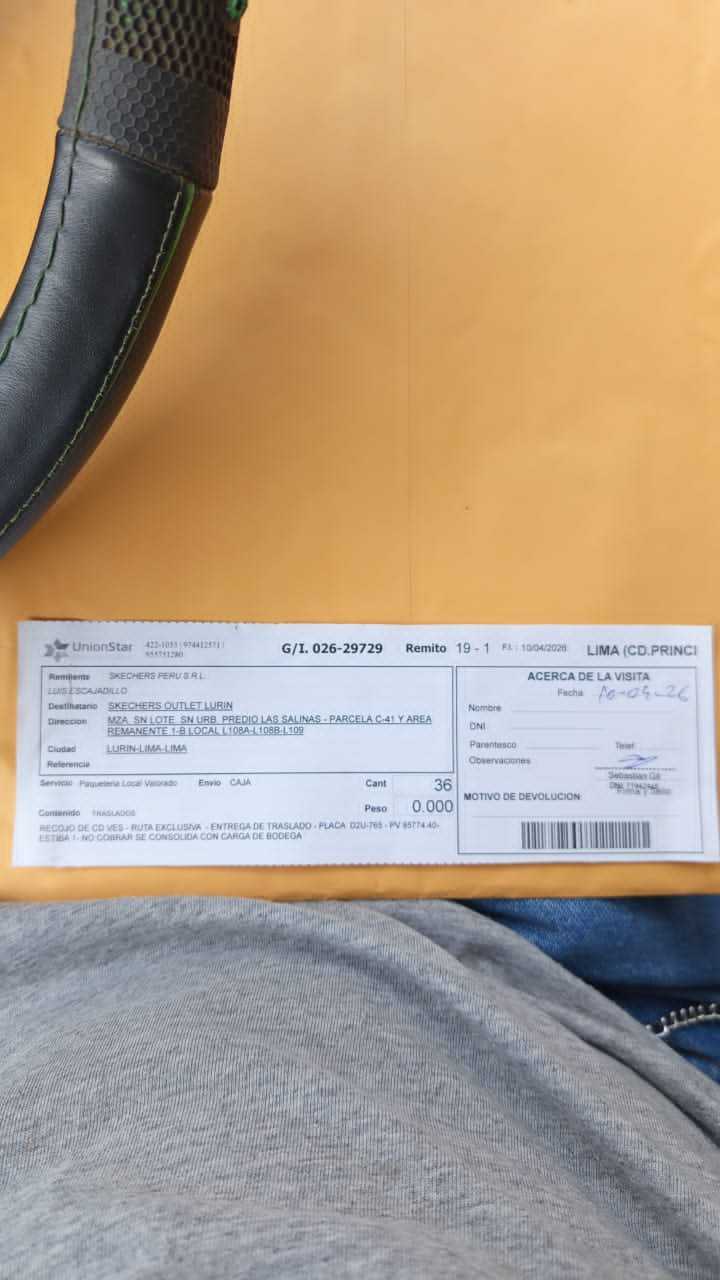 UnionStar 422-1055 | 974412571 |
955751280
G/I. 026-29729 Remito 19 - 1 F.I.: 10/04/2026 LIMA (CD.PRINCI
Remitente SKECHERS PERU S.R.L.
LUIS ESCAJADILLO
Destinatario SKECHERS OUTLET LURIN
Direccion MZA. SN LOTE. SN URB. PREDIO LAS SALINAS - PARCELA C-41 Y AREA
REMANENTE 1-B LOCAL L108A-L108B-L109
Ciudad LURIN-LIMA-LIMA
Referencia
Servicio Paqueteria Local Valorado Envio CAJA Cant 36
Peso 0.000
Contenido TRASLADOS
RECOJO DE CD VES - RUTA EXCLUSIVA - ENTREGA DE TRASLADO - PLACA D2U-765 - PV 85774.40-
ESTIBA 1- NO COBRAR SE CONSOLIDA CON CARGA DE BODEGA
ACERCA DE LA VISITA
Fecha 10-04-26
Nombre
DNI
Parentesco Telef
Observaciones
Sebastian Gil
Firma y Sello
MOTIVO DE DEVOLUCION